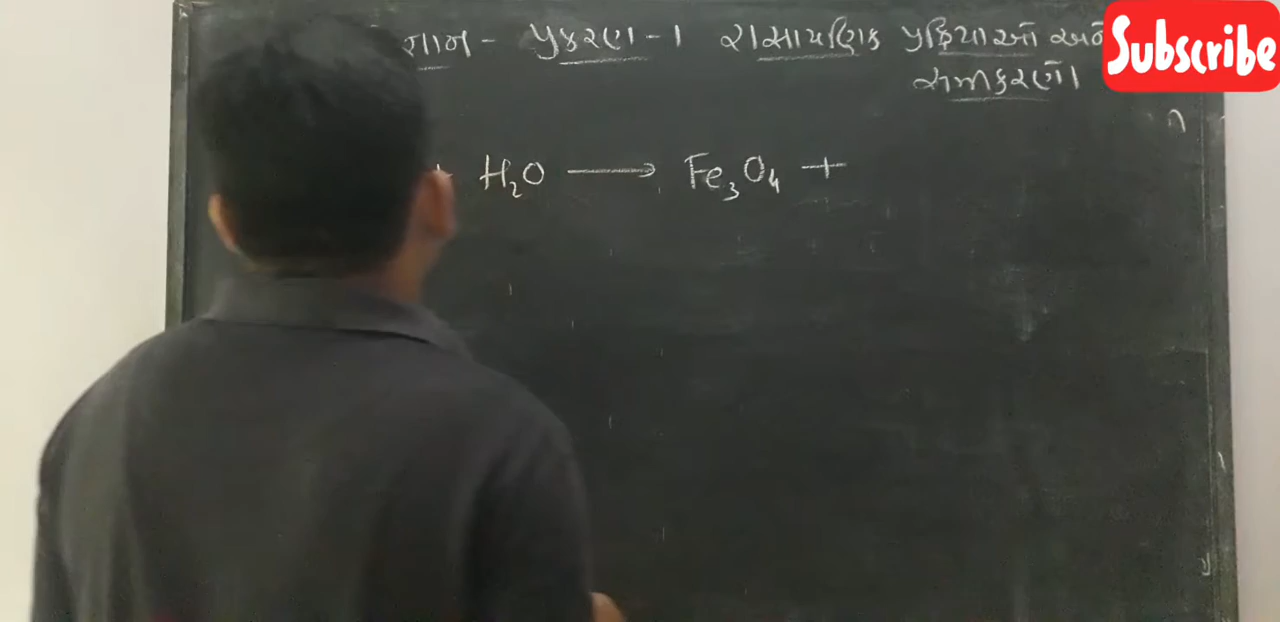 પ્રકરણ - 1 રાસાયણિક પ્રક્રિયાઓ અને
સમીકરણો
Subscribe
+ H₂O ⟶ Fe₃O₄ +